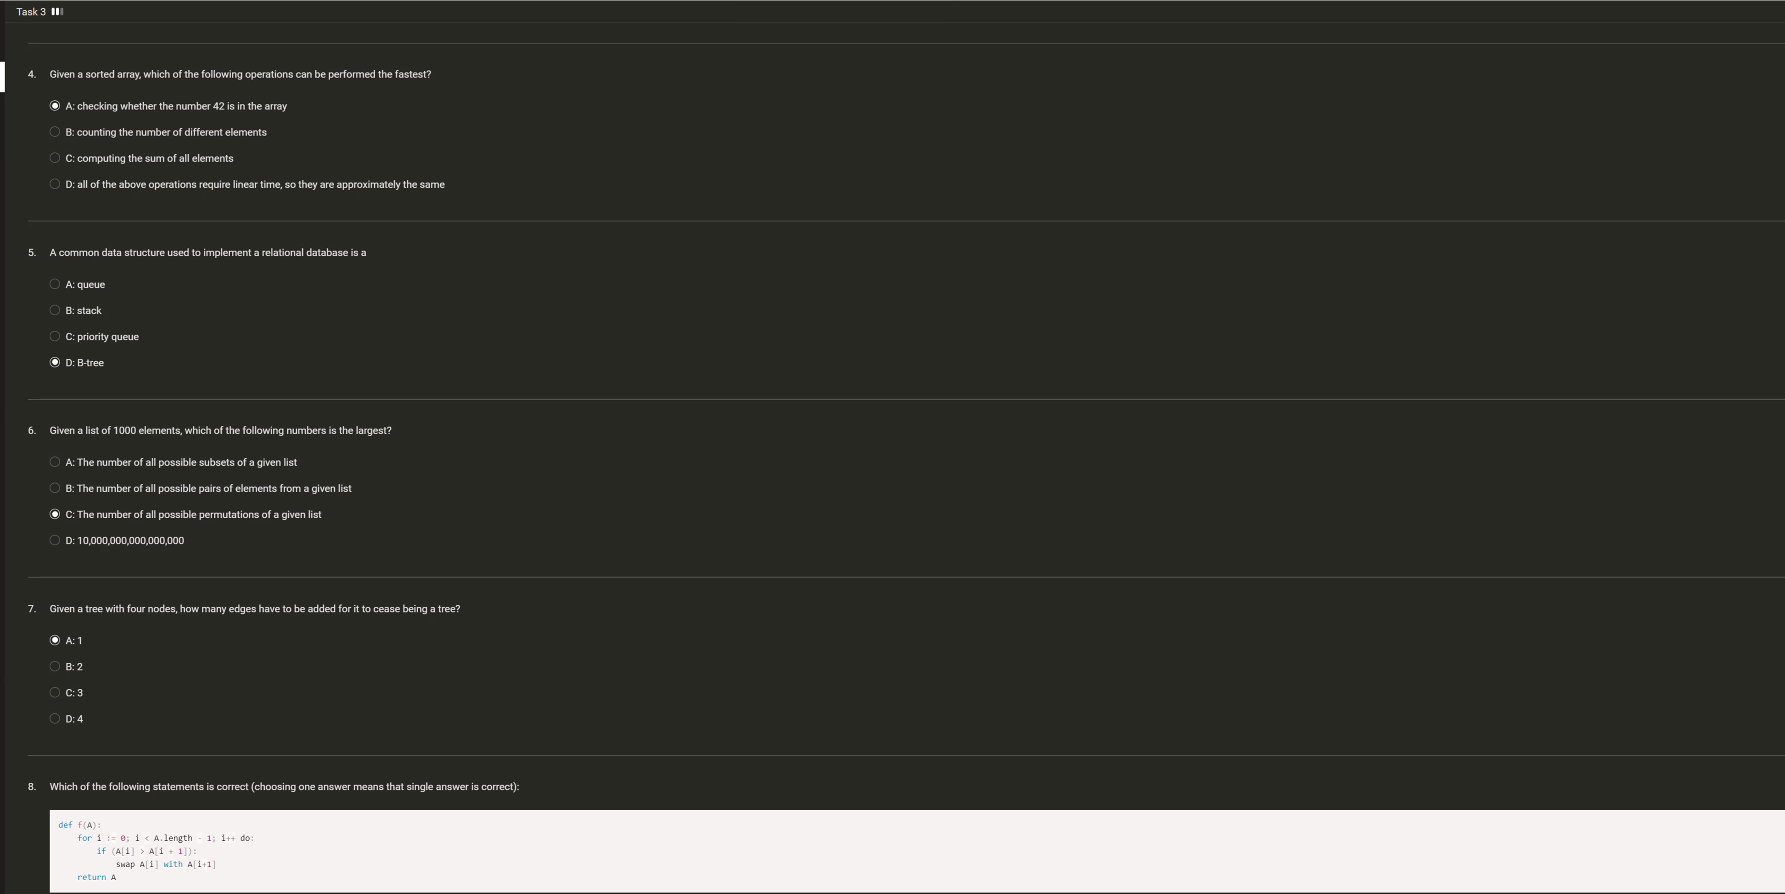 Task 3
4. Given a sorted array, which of the following operations can be performed the fastest?
A: checking whether the number 42 is in the array
B: counting the number of different elements
C: computing the sum of all elements
D: all of the above operations require linear time, so they are approximately the same
5. A common data structure used to implement a relational database is a
A: queue
B: stack
C: priority queue
D: B-tree
6. Given a list of 1000 elements, which of the following numbers is the largest?
A: The number of all possible subsets of a given list
B: The number of all possible pairs of elements from a given list
C: The number of all possible permutations of a given list
D: 10,000,000,000,000,000
7. Given a tree with four nodes, how many edges have to be added for it to cease being a tree?
A: 1
B: 2
C: 3
D: 4
8. Which of the following statements is correct (choosing one answer means that single answer is correct):
def f(A):
for i := 0; i < A.length - 1; i++ do:
if (A[i] > A[i + 1]):
swap A[i] with A[i+1]
return A